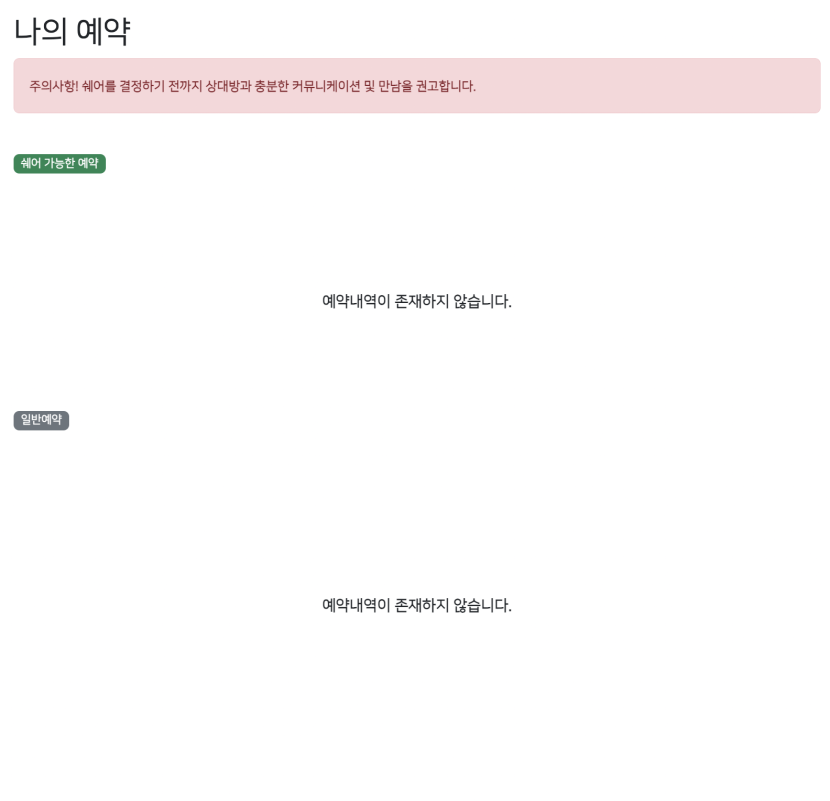 나의 예약
주의사항! 쉐어를 결정하기 전까지 상대방과 충분한 커뮤니케이션 및 만남을 권고합니다.
쉐어 가능한 예약
예약내역이 존재하지 않습니다.
일반예약
예약내역이 존재하지 않습니다.